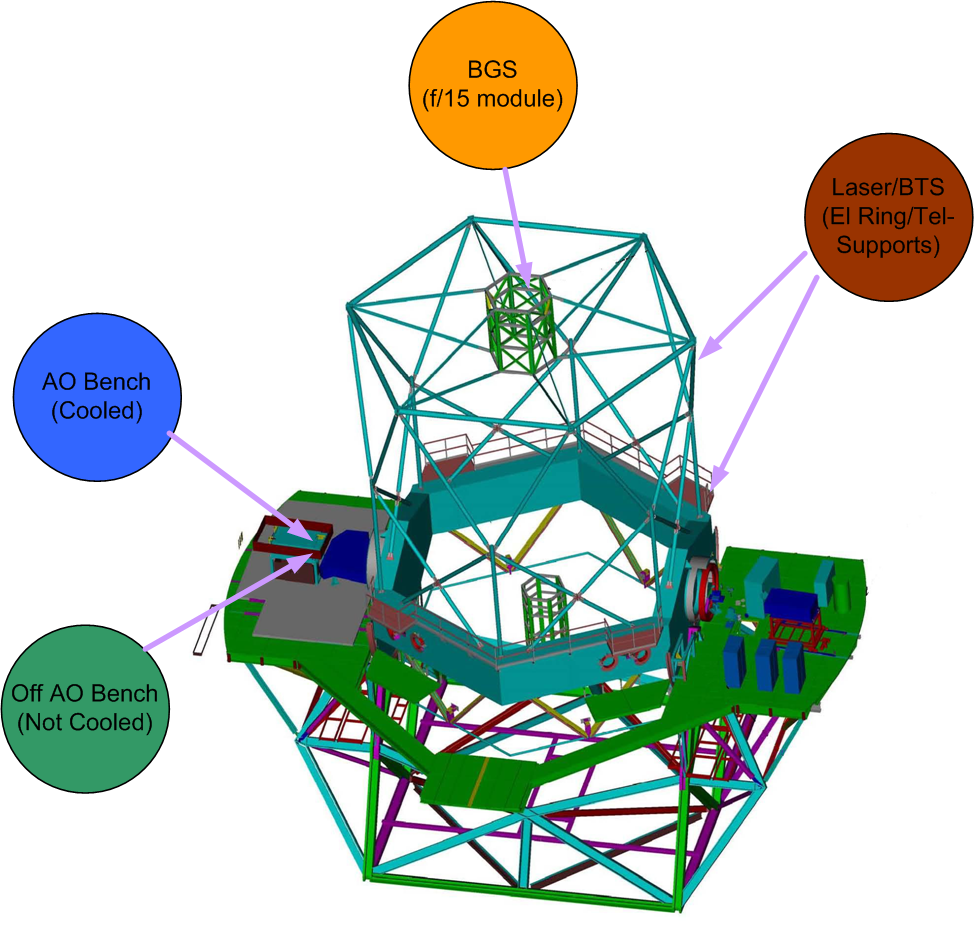 BGS
(f/15 module)
Laser/BTS
(El Ring/Tel-
Supports)
AO Bench
(Cooled)
Off AO Bench
(Not Cooled)